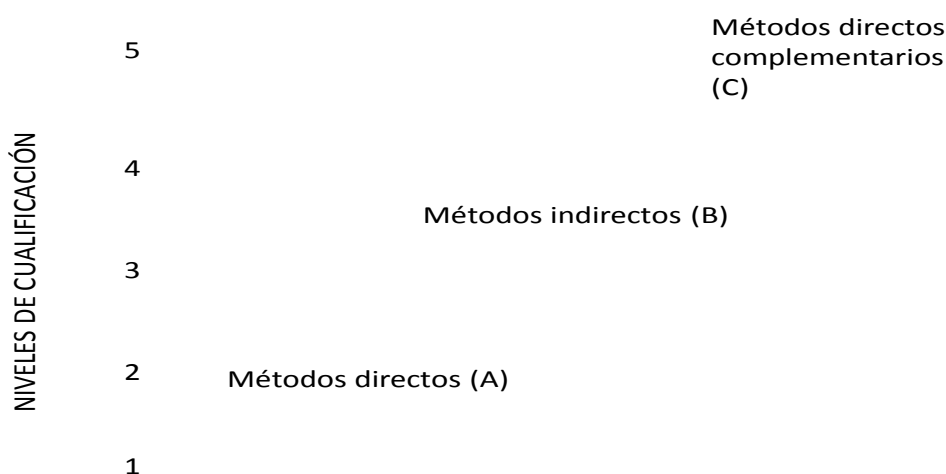 Métodos directos
complementarios
(C)
5
4
Métodos indirectos (B)
3
2
Métodos directos (A)
1
NIVELES DE CUALIFICACIÓN